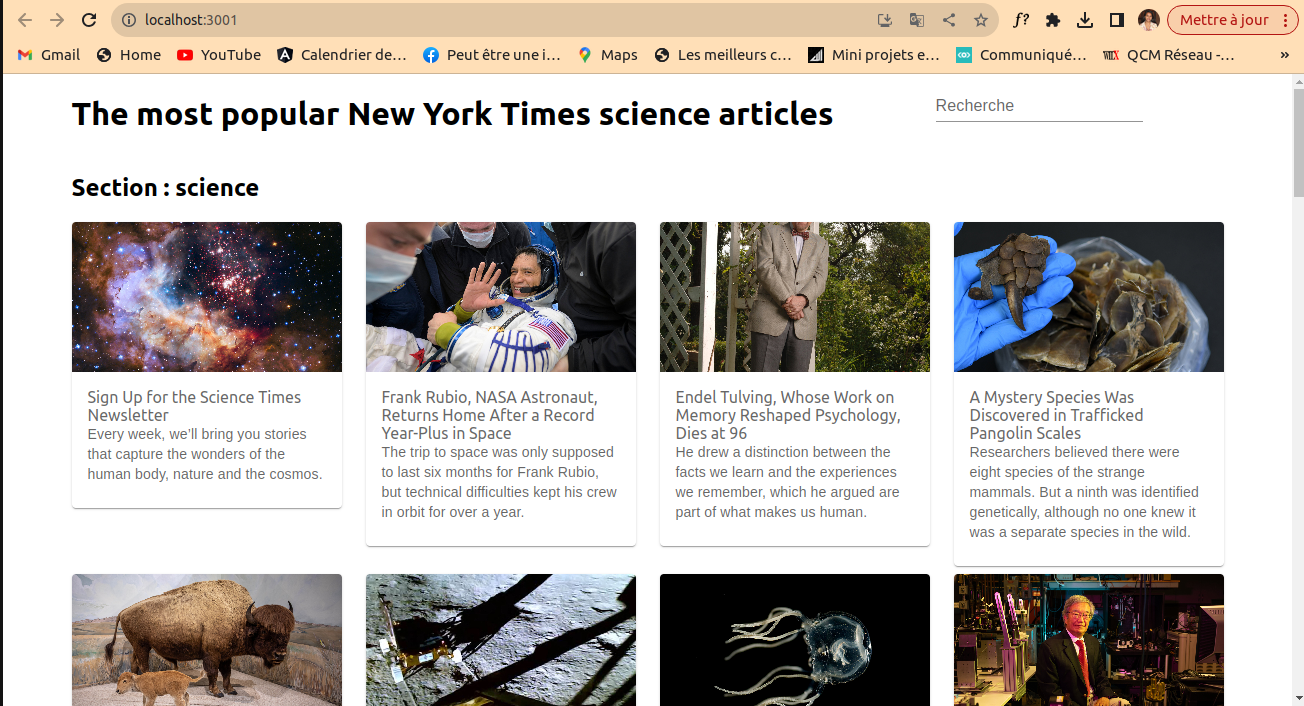 localhost:3001
f?
Mettre à jour
Gmail
Home
YouTube
Calendrier de...
Peut être une i...
Maps
Les meilleurs c...
Mini projets e...
Communiqué...
QCM Réseau -...
»
The most popular New York Times science articles
Recherche
Section : science
Sign Up for the Science Times
Newsletter
Every week, we’ll bring you stories
that capture the wonders of the
human body, nature and the cosmos.
Frank Rubio, NASA Astronaut,
Returns Home After a Record
Year-Plus in Space
The trip to space was only supposed
to last six months for Frank Rubio,
but technical difficulties kept his crew
in orbit for over a year.
Endel Tulving, Whose Work on
Memory Reshaped Psychology,
Dies at 96
He drew a distinction between the
facts we learn and the experiences
we remember, which he argued are
part of what makes us human.
A Mystery Species Was
Discovered in Trafficked
Pangolin Scales
Researchers believed there were
eight species of the strange
mammals. But a ninth was identified
genetically, although no one knew it
was a separate species in the wild.